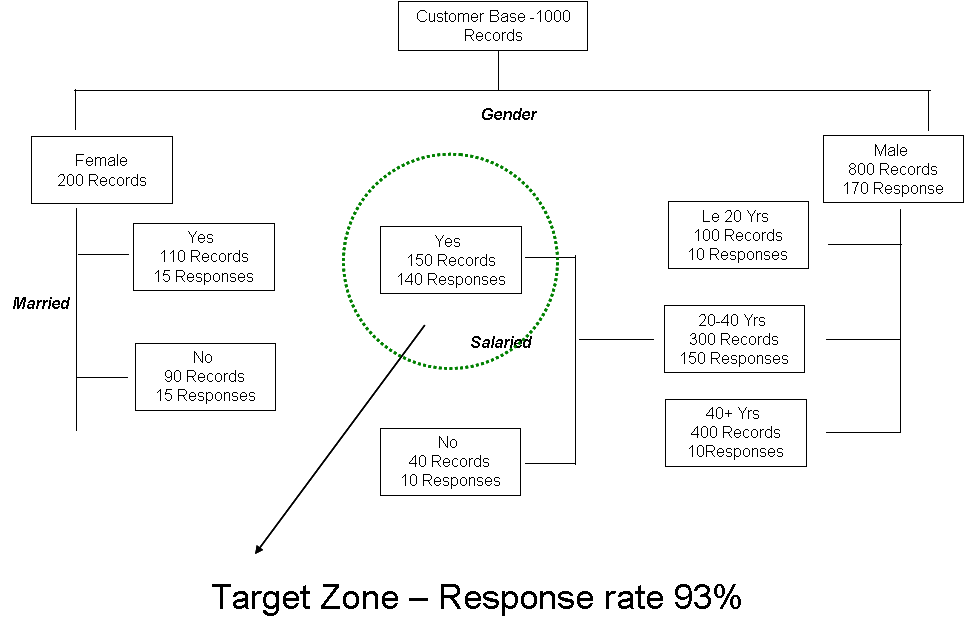 Customer Base -1000
Records
Gender
Female
200 Records
Male
800 Records
170 Response
Married
Yes
110 Records
15 Responses
No
90 Records
15 Responses
Yes
150 Records
140 Responses
Salaried
No
40 Records
10 Responses
Le 20 Yrs
100 Records
10 Responses
20-40 Yrs
300 Records
150 Responses
40+ Yrs
400 Records
10Responses
Target Zone – Response rate 93%